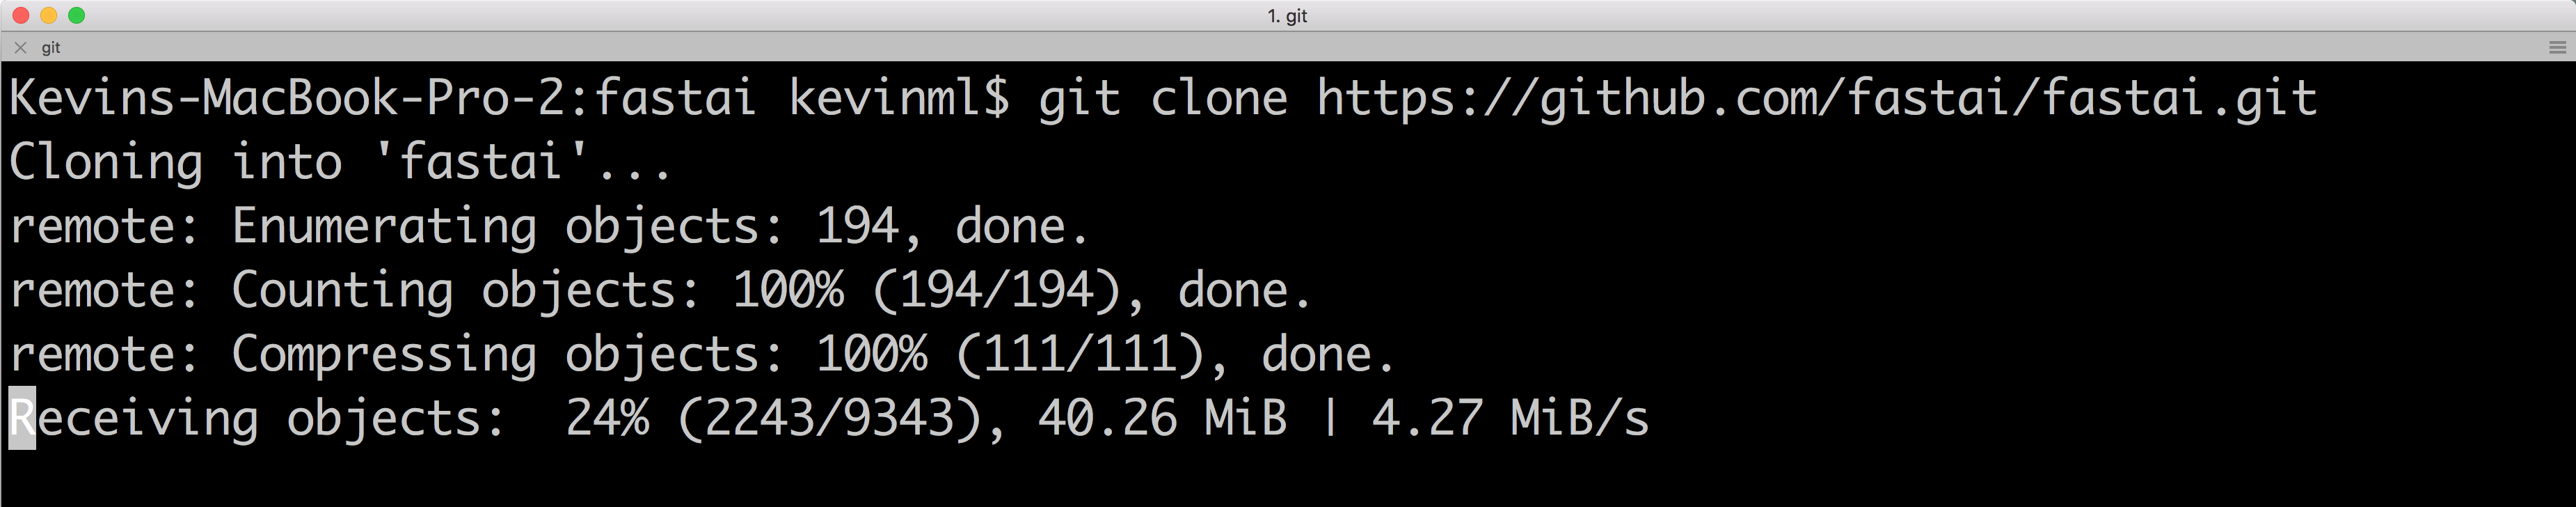 1. git
git
Kevins-MacBook-Pro-2:fastai kevinml$ git clone https://github.com/fastai/fastai.git
Cloning into 'fastai'...
remote: Enumerating objects: 194, done.
remote: Counting objects: 100% (194/194), done.
remote: Compressing objects: 100% (111/111), done.
Receiving objects:  24% (2243/9343), 40.26 MiB | 4.27 MiB/s